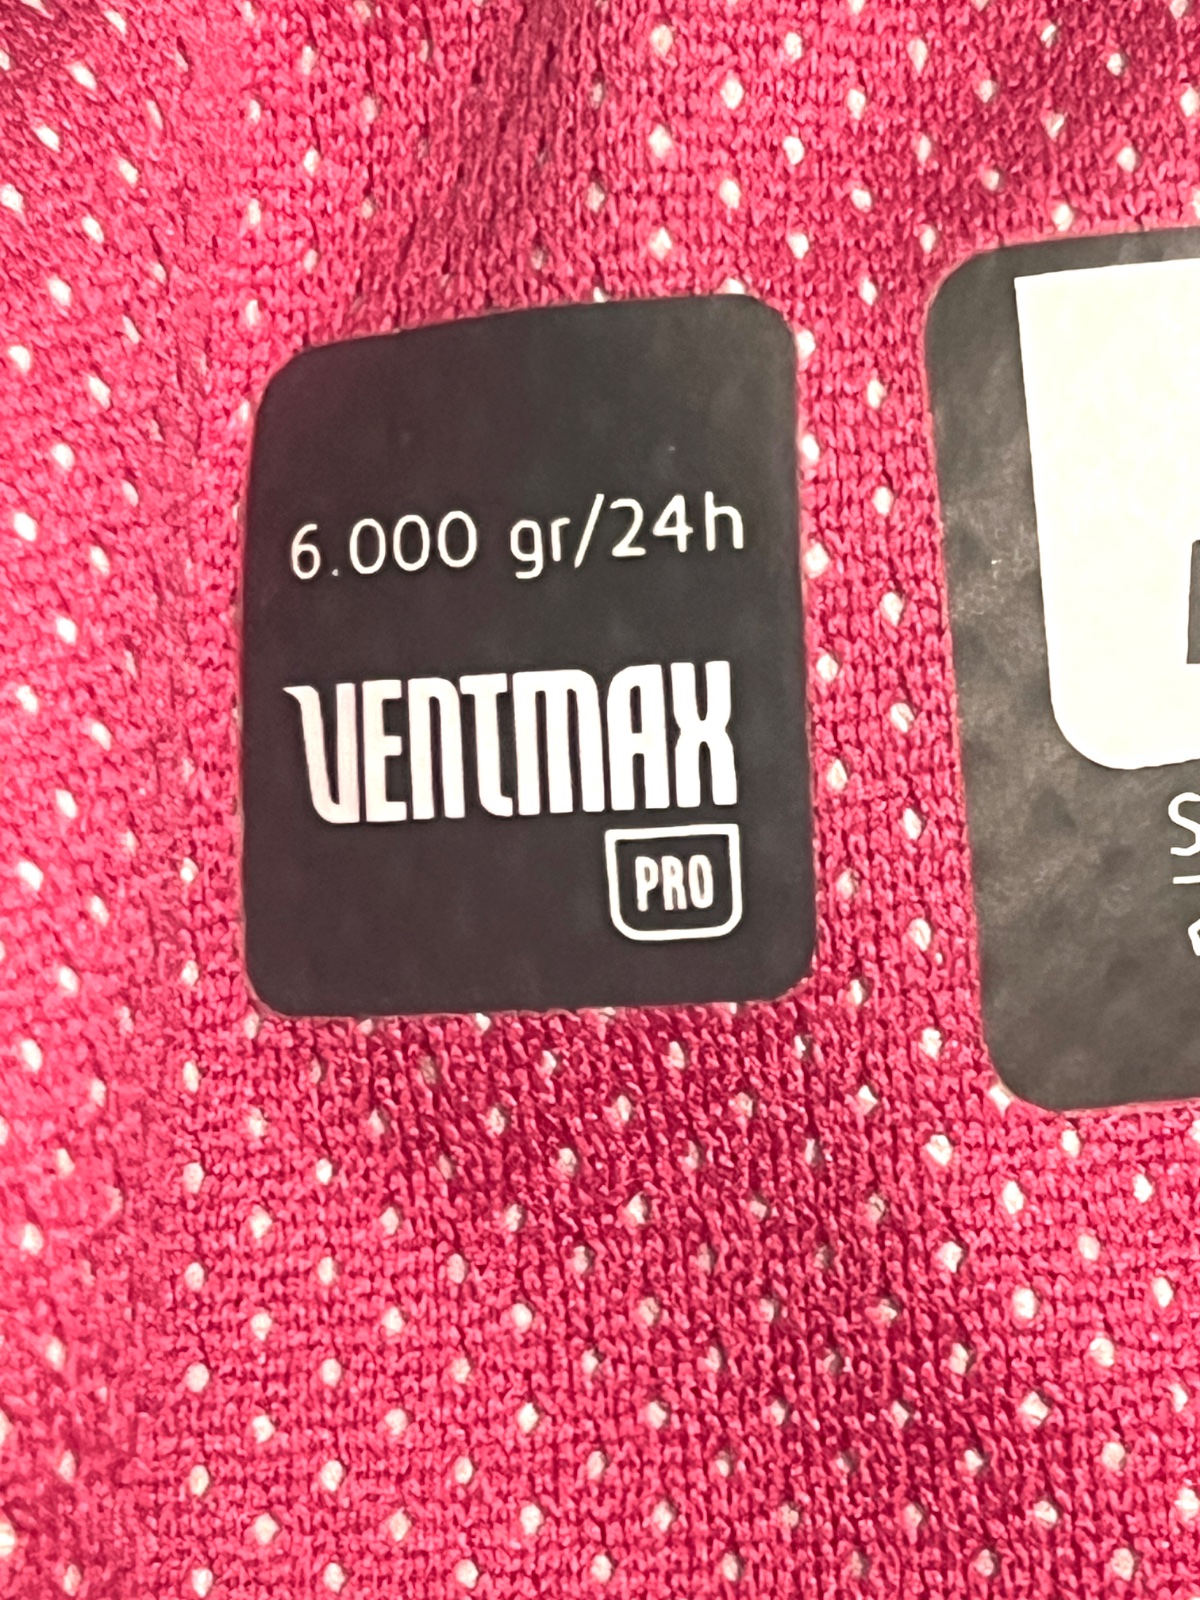 6.000 gr/24h
VENTMAX
PRO